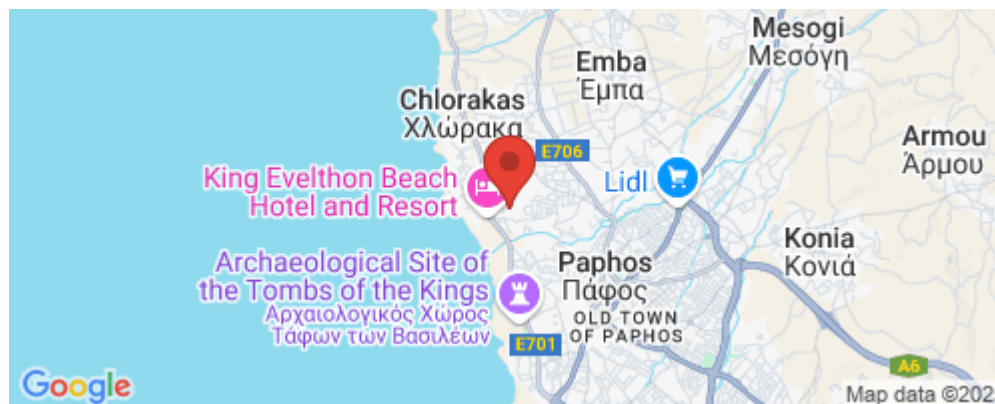 Mesogi
Μεσόγη
Emba
Έμπα
Chlorakas
Χλώρακα
E706
Armou
Άρμου
King Evelthon Beach
Hotel and Resort
Lidl
Konia
Κονιά
Archaeological Site of
the Tombs of the Kings
Αρχαιολογικός Χώρος
Τάφων των Βασιλέων
Paphos
Πάφος
OLD TOWN
OF PAPHOS
E701
A6
Google
Map data ©202